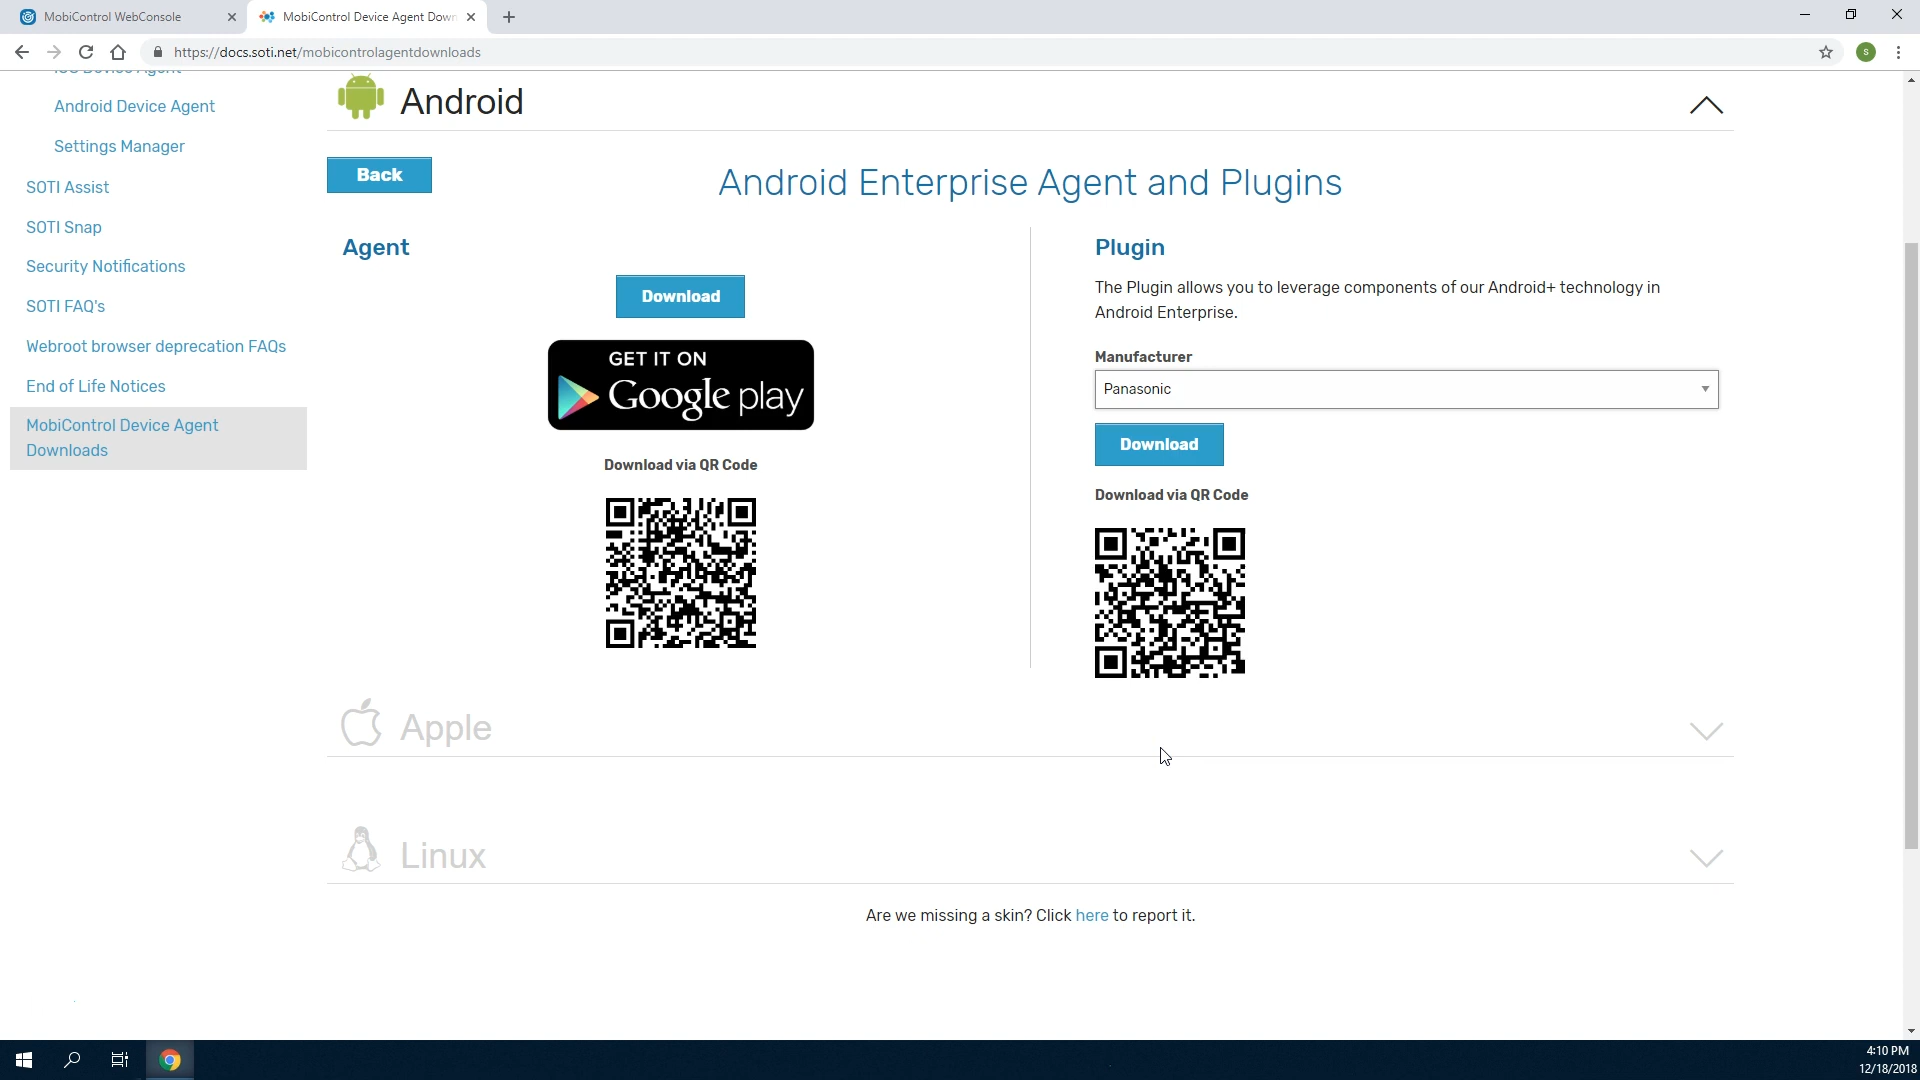 MobiControl WebConsole
MobiControl Device Agent Down
https://docs.soti.net/mobicontrolagentdownloads
S
iOS Device Agent
Android Device Agent
Settings Manager
SOTI Assist
SOTI Snap
Security Notifications
SOTI FAQ's
Webroot browser deprecation FAQs
End of Life Notices
MobiControl Device Agent
Downloads
Android
Back
Android Enterprise Agent and Plugins
Agent
Download
GET IT ON
Google play
Download via QR Code
Plugin
The Plugin allows you to leverage components of our Android+ technology in
Android Enterprise.
Manufacturer
Panasonic
Download
Download via QR Code
Apple
Linux
Are we missing a skin? Click here to report it.
4:10 PM
12/18/2018